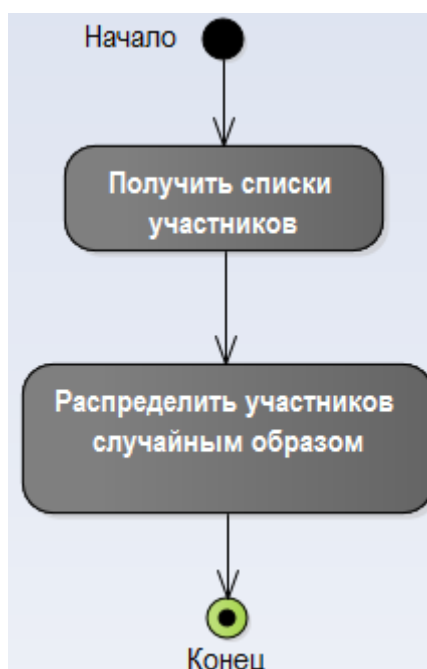 Начало
Получить списки
участников
Распределить участников
случайным образом
Конец